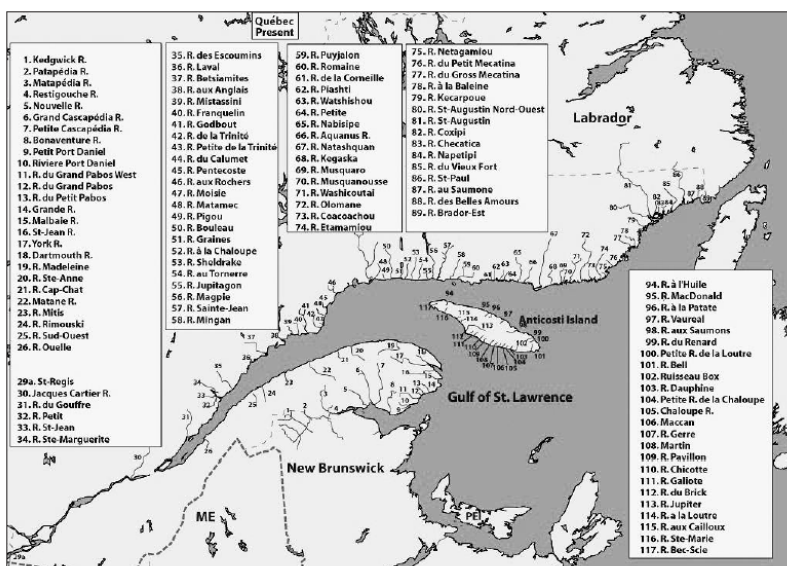 Québec
Present
1. Kedgwick R.
2. Patapédia R.
3. Matapédia R.
4. Restigouche R.
5. Nouvelle R.
6. Grand Cascapédia R.
7. Petite Cascapédia R.
8. Bonaventure R.
9. Petit Port Daniel
10. Riviere Port Daniel
11. R. du Grand Pabos West
12. R. du Grand Pabos
13. R. du Petit Pabos
14. Grande R.
15. Malbaie R.
16. St-Jean R.
17. York R.
18. Dartmouth R.
19. R. Madeleine
20. R. Ste-Anne
21. R. Cap-Chat
22. Matane R.
23. R. Mitis
24. R. Rimouski
25. R. Sud-Ouest
26. R. Ouelle
29a. St-Regis
30. Jacques Cartier R.
31. R. du Gouffre
32. R. Petit
33. R. St-Jean
34. R. Ste-Marguerite
35. R. des Escoumins
36. R. Laval
37. R. Betsiamites
38. R. aux Anglais
39. R. Mistassini
40. R. Franquelin
41. R. Godbout
42. R. de la Trinité
43. R. Petite de la Trinité
44. R. du Calumet
45. R. Pentecoste
46. R. aux Rochers
47. R. Moisie
48. R. Matamec
49. R. Pigou
50. R. Bouleau
51. R. Graines
52. R. à la Chaloupe
53. R. Sheldrake
54. R. au Tornerre
55. R. Jupitagon
56. R. Magpie
57. R. Sainte-Jean
58. R. Mingan
59. R. Puyjalon
60. R. Romaine
61. R. de la Corneille
62. R. Piashti
63. R. Watshishou
64. R. Petite
65. R. Nabisipe
66. R. Aquanus R.
67. R. Natashquan
68. R. Kegaska
69. R. Musquaro
70. R. Musquanousse
71. R. Washicoutai
72. R. Olomane
73. R. Coacoachou
74. R. Etamamiou
75. R. Netagamiou
76. R. du Petit Mecatina
77. R. du Gross Mecatina
78. R. à la Baleine
79. R. Kecarpoue
80. R. St-Augustin Nord-Ouest
81. R. St-Augustin
82. R. Coxipi
83. R. Checatica
84. R. Napetipi
85. R. du Vieux Fort
86. R. St-Paul
87. R. au Saumone
88. R. des Belles Amours
89. R. Brador-Est
Labrador
Anticosti Island
Gulf of St. Lawrence
New Brunswick
ME
PEI
94. R. à l'Huile
95. R. MacDonald
96. R. à la Patate
97. R. Vaureal
98. R. aux Saumons
99. R. du Renard
100. Petite R. de la Loutre
101. R. Bell
102. Ruisseau Box
103. R. Dauphine
104. Petite R. de la Chaloupe
105. Chaloupe R.
106. Maccan
107. R. Gerre
108. Martin
109. R. Pavillon
110. R. Chicotte
111. R. Galiote
112. R. du Brick
113. R. Jupiter
114. R. a la Loutre
115. R. aux Cailloux
116. R. Ste-Marie
117. R. Bec-Scie